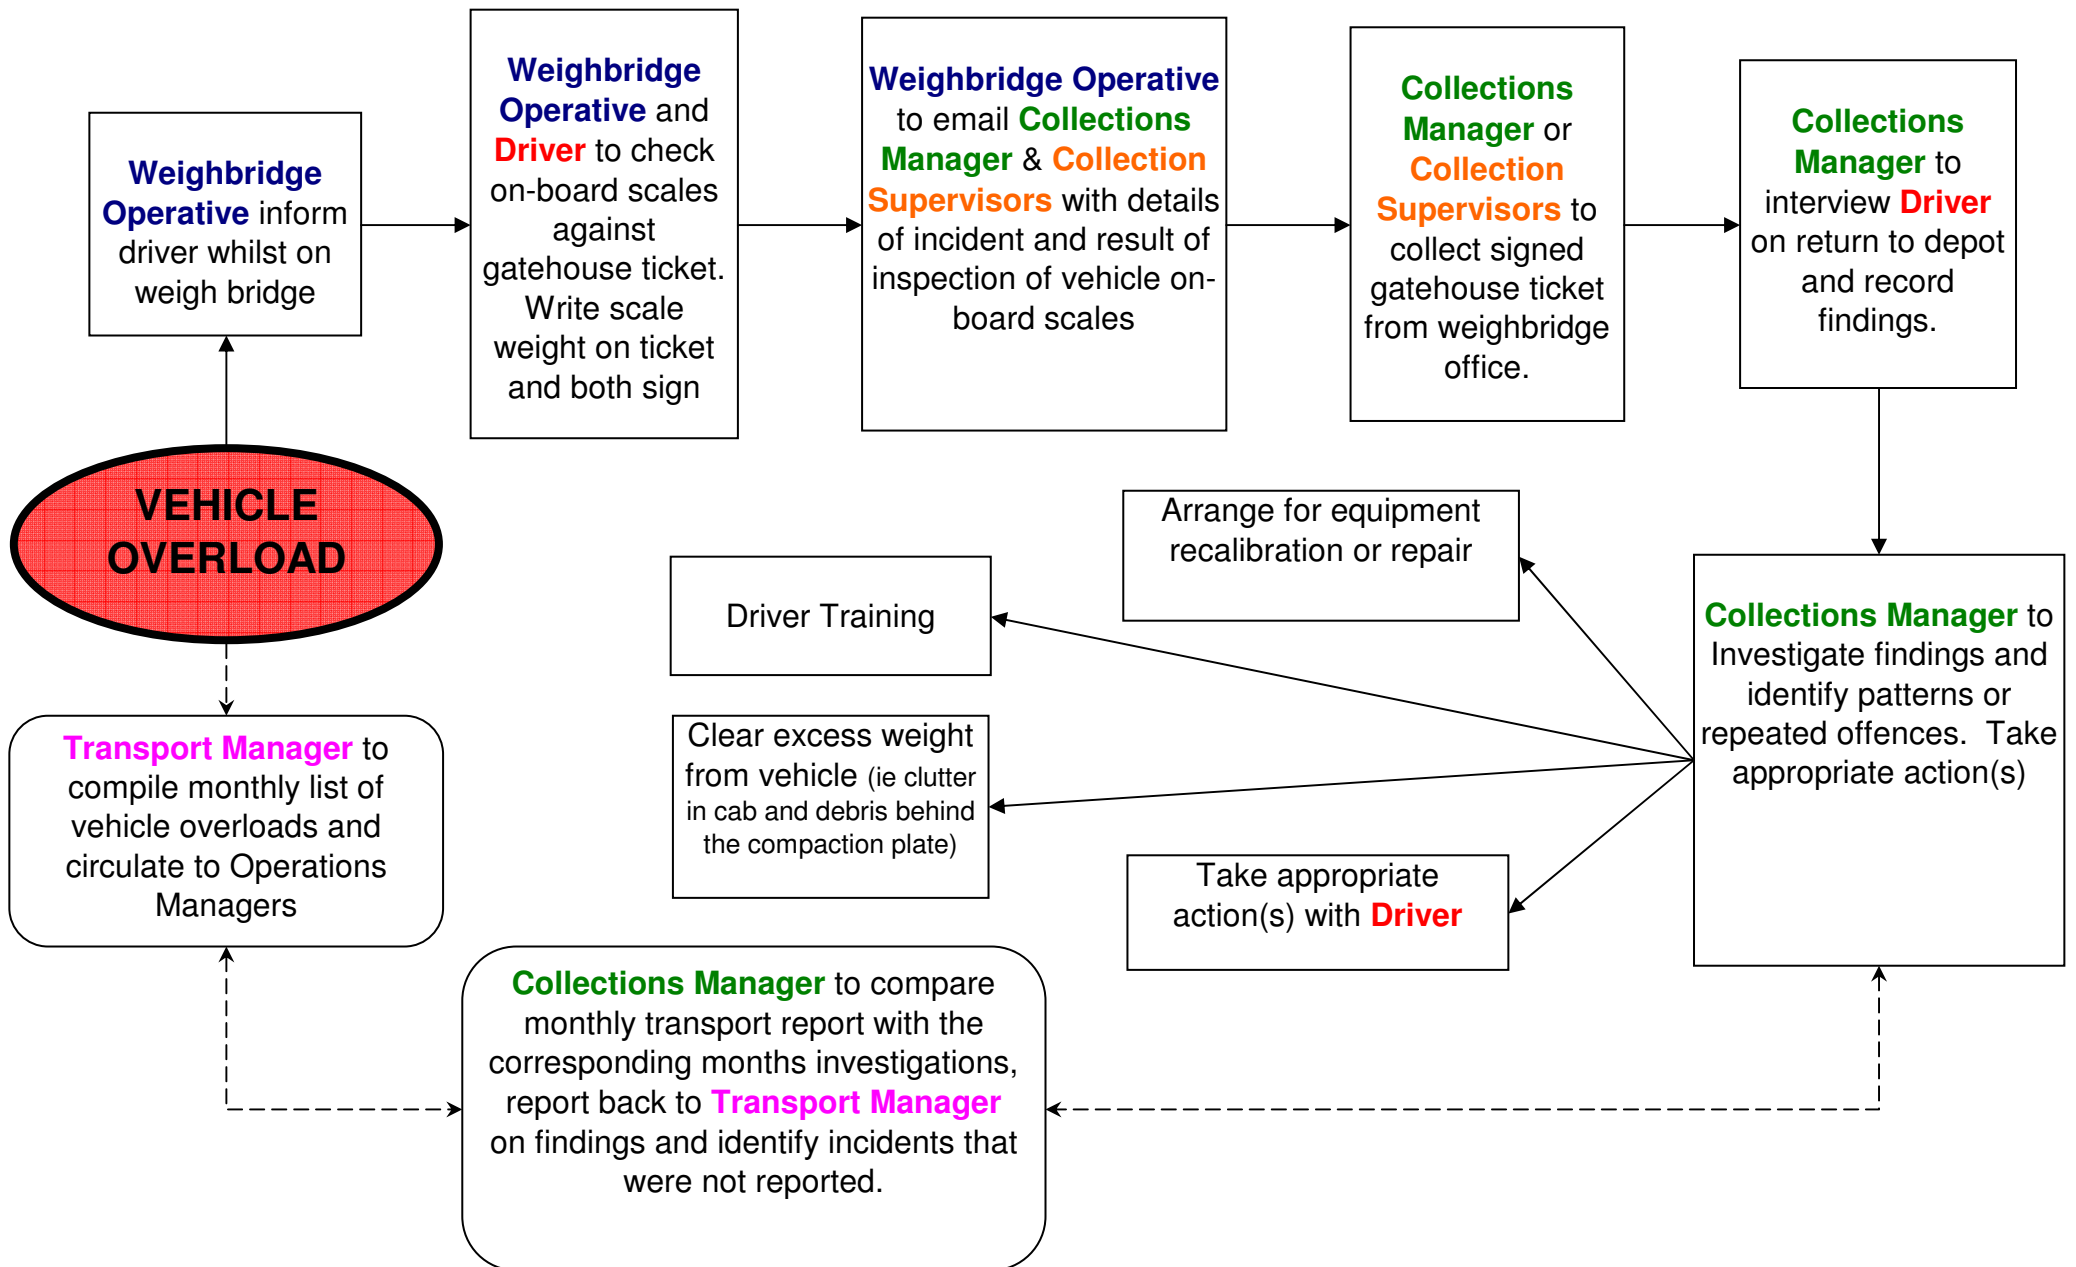 Weighbridge
Operative inform
driver whilst on
weigh bridge
Weighbridge
Operative and
Driver to check
on-board scales
against
gatehouse ticket.
Write scale
weight on ticket
and both sign
Weighbridge Operative
to email Collections
Manager & Collection
Supervisors with details
of incident and result of
inspection of vehicle on-
board scales
Collections
Manager or
Collection
Supervisors to
collect signed
gatehouse ticket
from weighbridge
office.
Collections
Manager to
interview Driver
on return to depot
and record
findings.
VEHICLE
OVERLOAD
Arrange for equipment
recalibration or repair
Driver Training
Collections Manager to
Investigate findings and
identify patterns or
repeated offences.  Take
appropriate action(s)
Clear excess weight
from vehicle (ie clutter
in cab and debris behind
the compaction plate)
Transport Manager to
compile monthly list of
vehicle overloads and
circulate to Operations
Managers
Take appropriate
action(s) with Driver
Collections Manager to compare
monthly transport report with the
corresponding months investigations,
report back to Transport Manager
on findings and identify incidents that
were not reported.